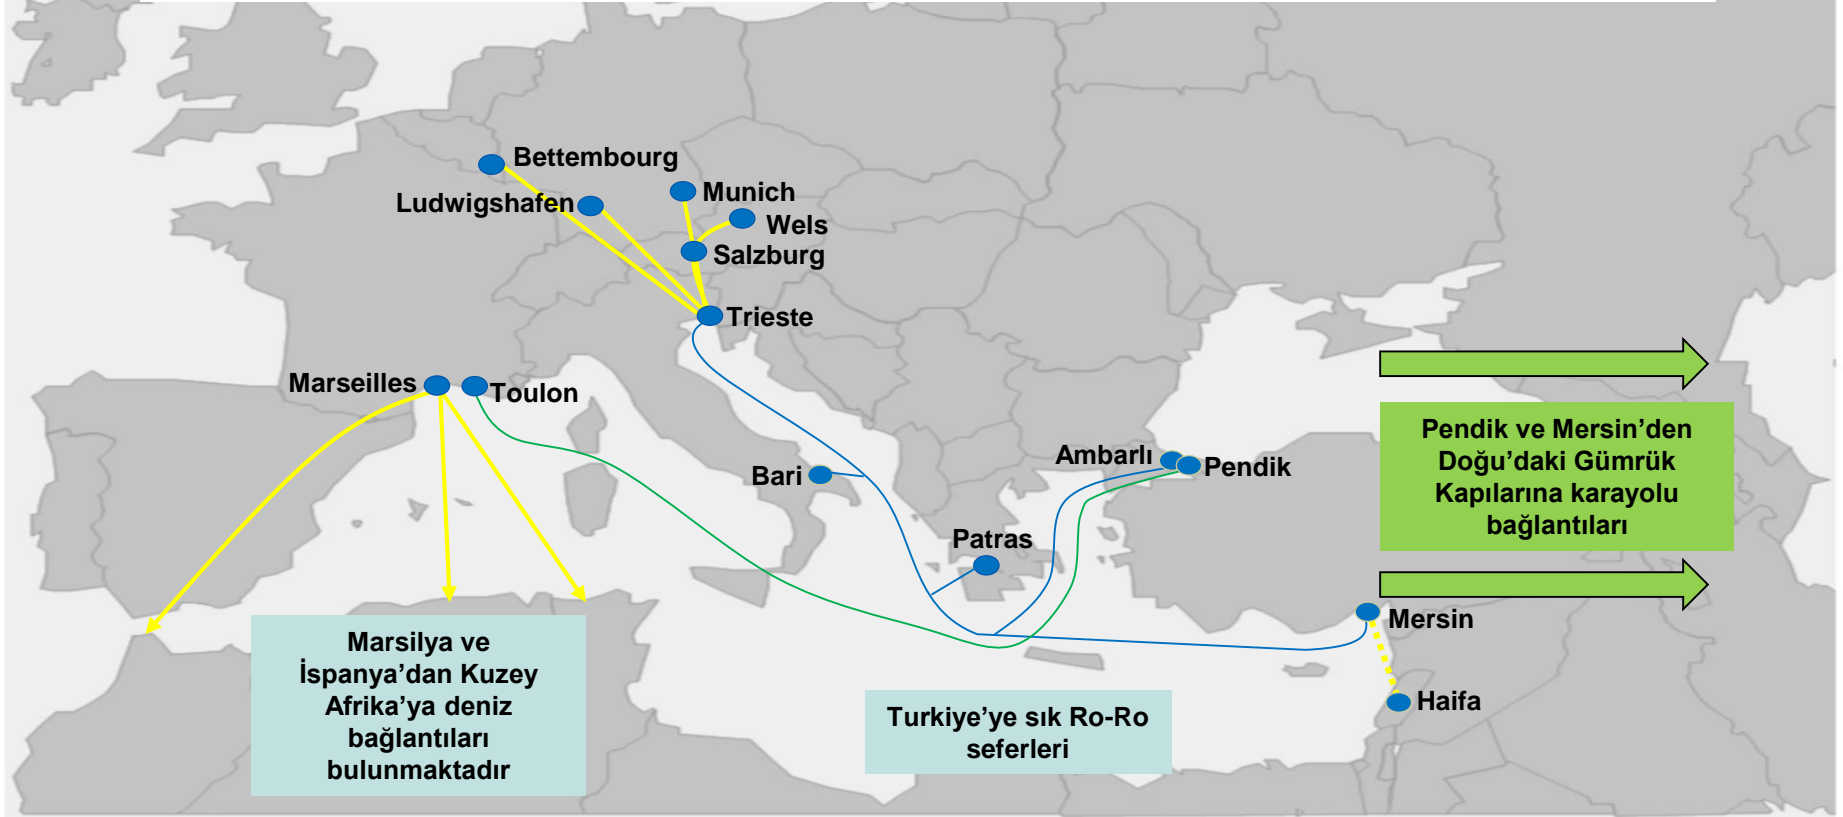 Bettembourg
Ludwigshafen
Munich
Wels
Salzburg
Trieste
Marseilles
Toulon
Bari
Ambarlı
Pendik
Patras
Mersin
Haifa
Pendik ve Mersin’den
Doğu’daki Gümrük
Kapılarına karayolu
bağlantıları
Marsilya ve
İspanya’dan Kuzey
Afrika’ya deniz
bağlantıları
bulunmaktadır
Turkiye’ye sık Ro-Ro
seferleri